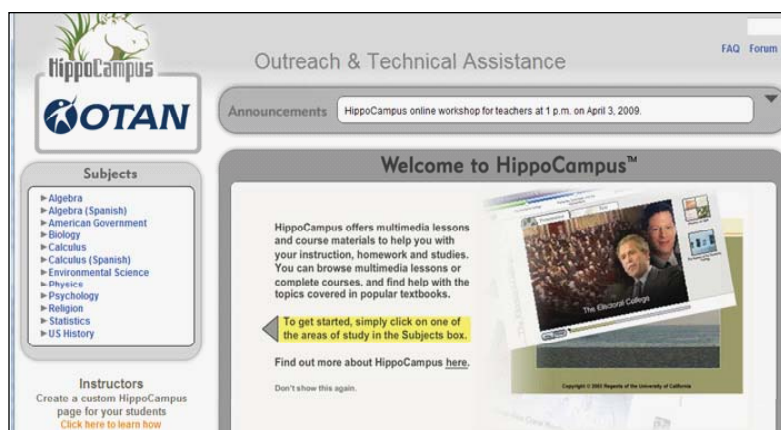 HippoCampus
OTAN
Outreach & Technical Assistance
FAQ Forum
Announcements
HippoCampus online workshop for teachers at 1 p.m. on April 3, 2009.
Subjects
Algebra
Algebra (Spanish)
American Government
Biology
Calculus
Calculus (Spanish)
Environmental Science
Physics
Psychology
Religion
Statistics
US History
Instructors
Create a custom HippoCampus
page for your students
Click here to learn how
Welcome to HippoCampus™
HippoCampus offers multimedia lessons
and course materials to help you with
your instruction, homework and studies.
You can browse multimedia lessons or
complete courses, and find help with the
topics covered in popular textbooks.
To get started, simply click on one of
the areas of study in the Subjects box.
Find out more about HippoCampus here.
Don't show this again.
The Electoral College
Copyright © 2003 Regents of the University of California